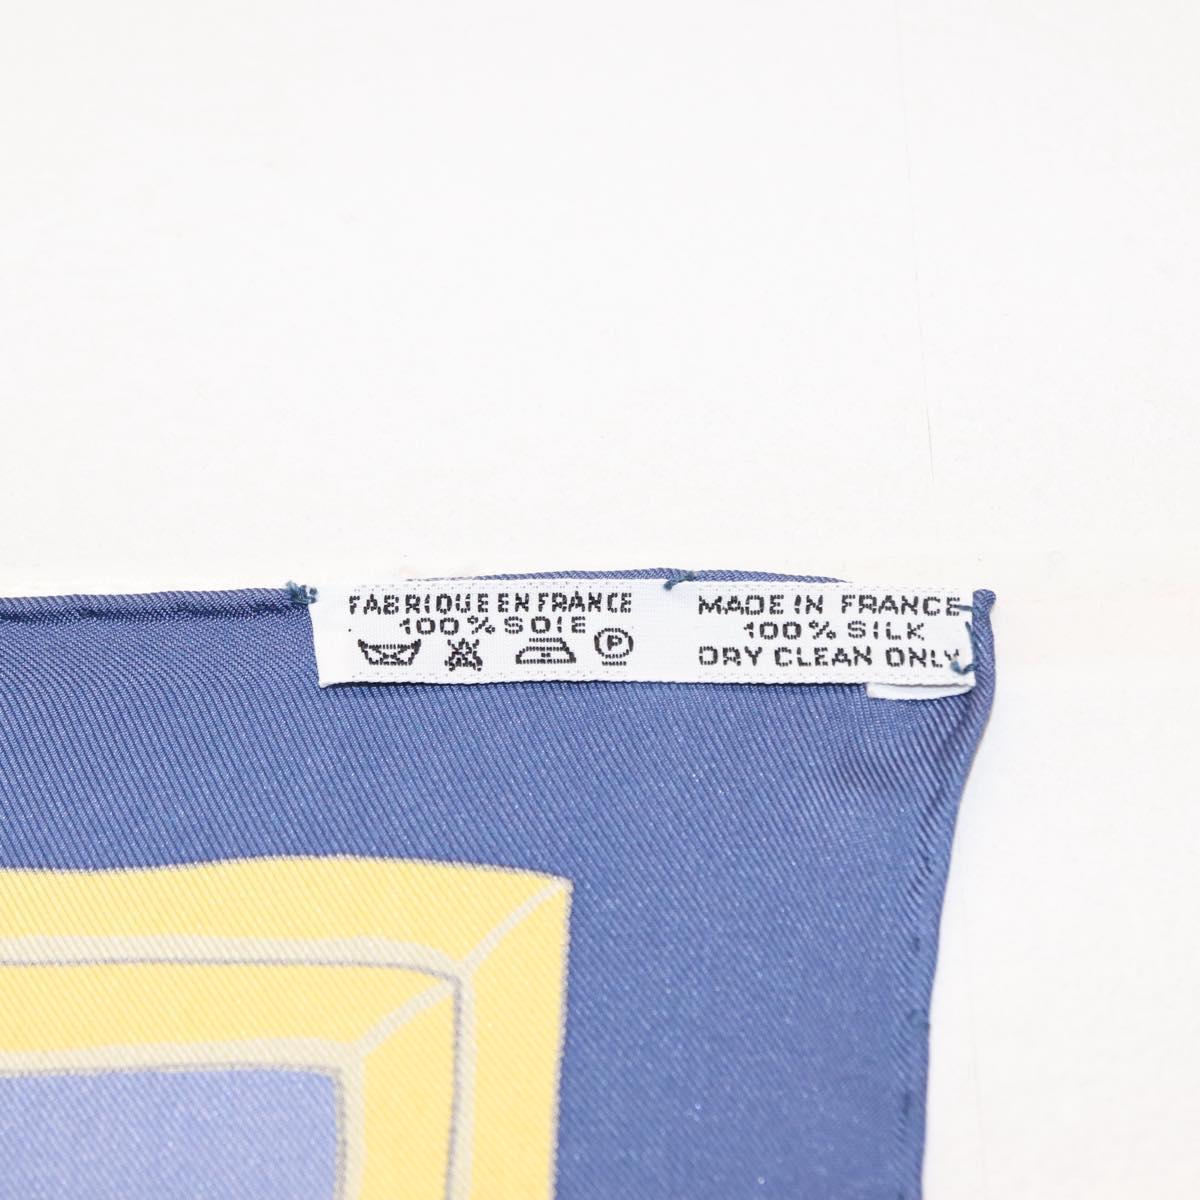 FABRIQUE EN FRANCE
100% SOIE
P
MADE IN FRANCE
100% SILK
DRY CLEAN ONLY